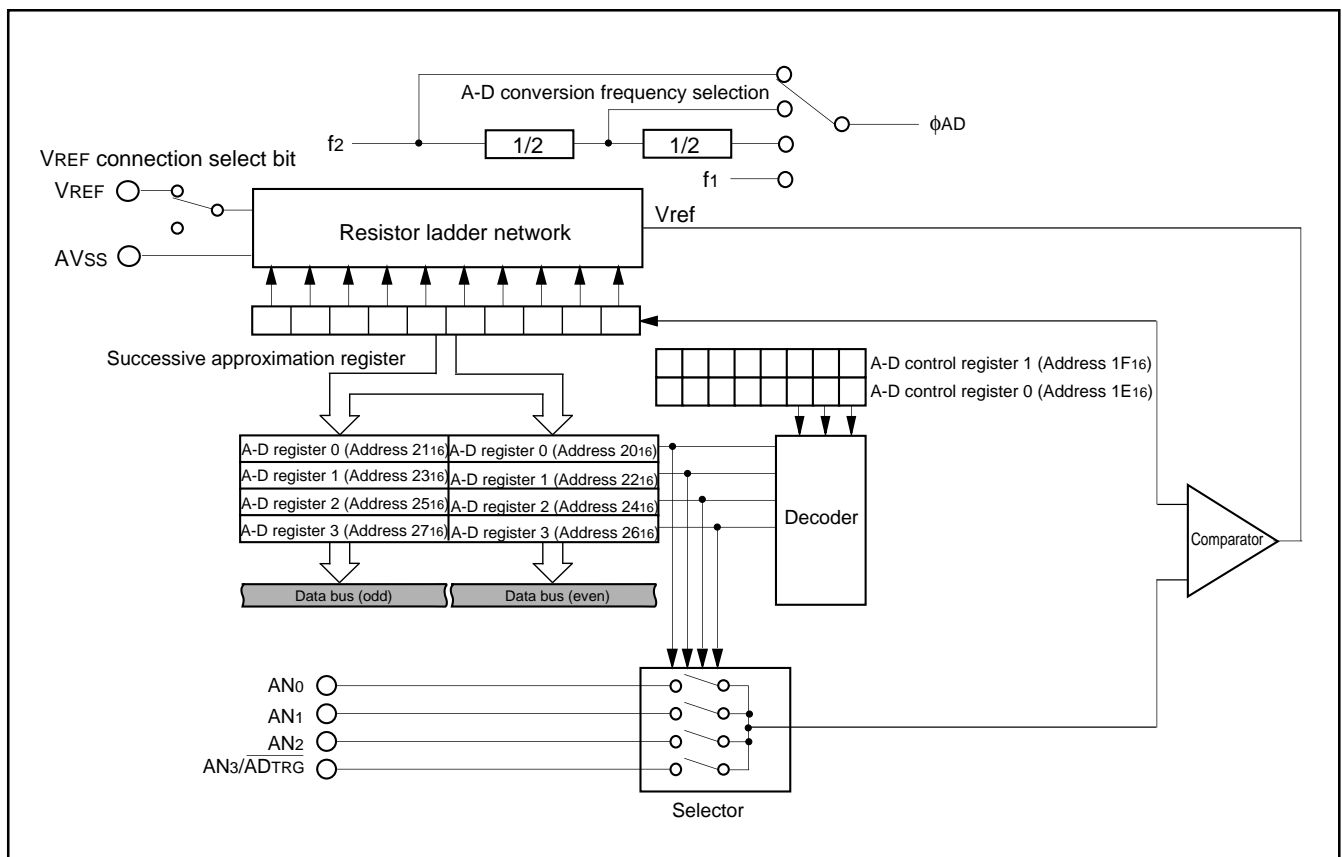 A-D conversion frequency selection
f2
1/2
1/2
f1
ϕAD
VREF connection select bit
VREF
AVSS
Resistor ladder network
Vref
Successive approximation register
A-D control register 1 (Address 1F16)
A-D control register 0 (Address 1E16)
A-D register 0 (Address 2116) A-D register 0 (Address 2016)
A-D register 1 (Address 2316) A-D register 1 (Address 2216)
A-D register 2 (Address 2516) A-D register 2 (Address 2416)
A-D register 3 (Address 2716) A-D register 3 (Address 2616)
Decoder
Comparator
Data bus (odd) Data bus (even)
AN0
AN1
AN2
AN3/ADTRG
Selector